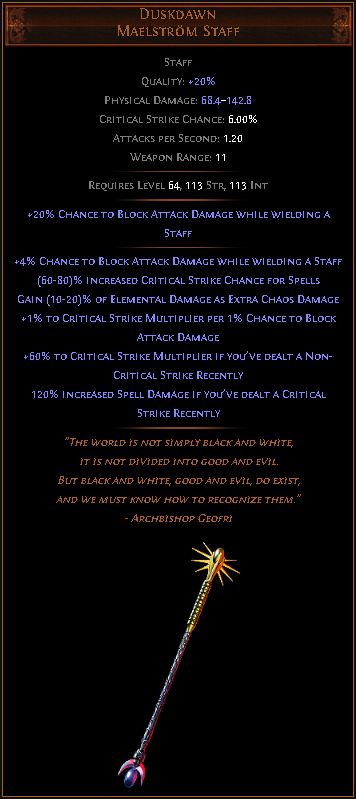 Duskdawn
Maelström Staff
Staff
Quality: +20%
Physical Damage: 68.4–142.8
Critical Strike Chance: 6.00%
Attacks per Second: 1.20
Weapon Range: 11
Requires Level 64, 113 Str, 113 Int
+20% Chance to Block Attack Damage while wielding a
Staff
+4% Chance to Block Attack Damage while wielding a Staff
(60-80)% increased Critical Strike Chance for Spells
Gain (10-20)% of Elemental Damage as Extra Chaos Damage
+1% to Critical Strike Multiplier per 1% Chance to Block
Attack Damage
+60% to Critical Strike Multiplier if you've dealt a Non-
Critical Strike Recently
120% increased Spell Damage if you've dealt a Critical
Strike Recently
"The world is not simply black and white,
it is not divided into good and evil.
But black and white, good and evil, do exist,
and we must know how to recognize them."
- Archbishop Geofri